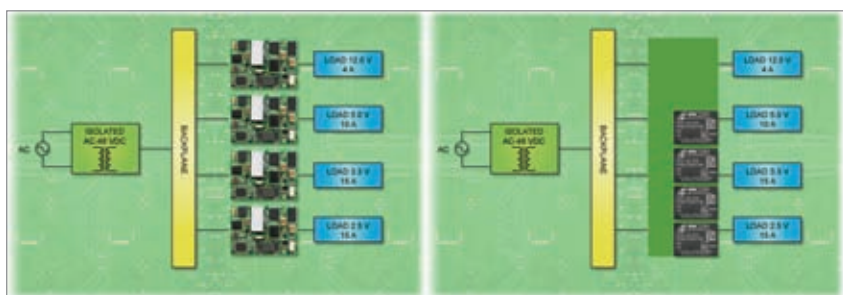 LOAD 12.0 V
4 A
LOAD 5.0 V
10 A
ISOLATED
AC-48 VDC
AC
BACKPLANE
LOAD 3.3 V
15 A
LOAD 2.5 V
15 A
LOAD 12.0 V
4 A
LOAD 5.0 V
10 A
ISOLATED
AC-48 VDC
AC
BACKPLANE
LOAD 3.3 V
15 A
LOAD 2.5 V
15 A